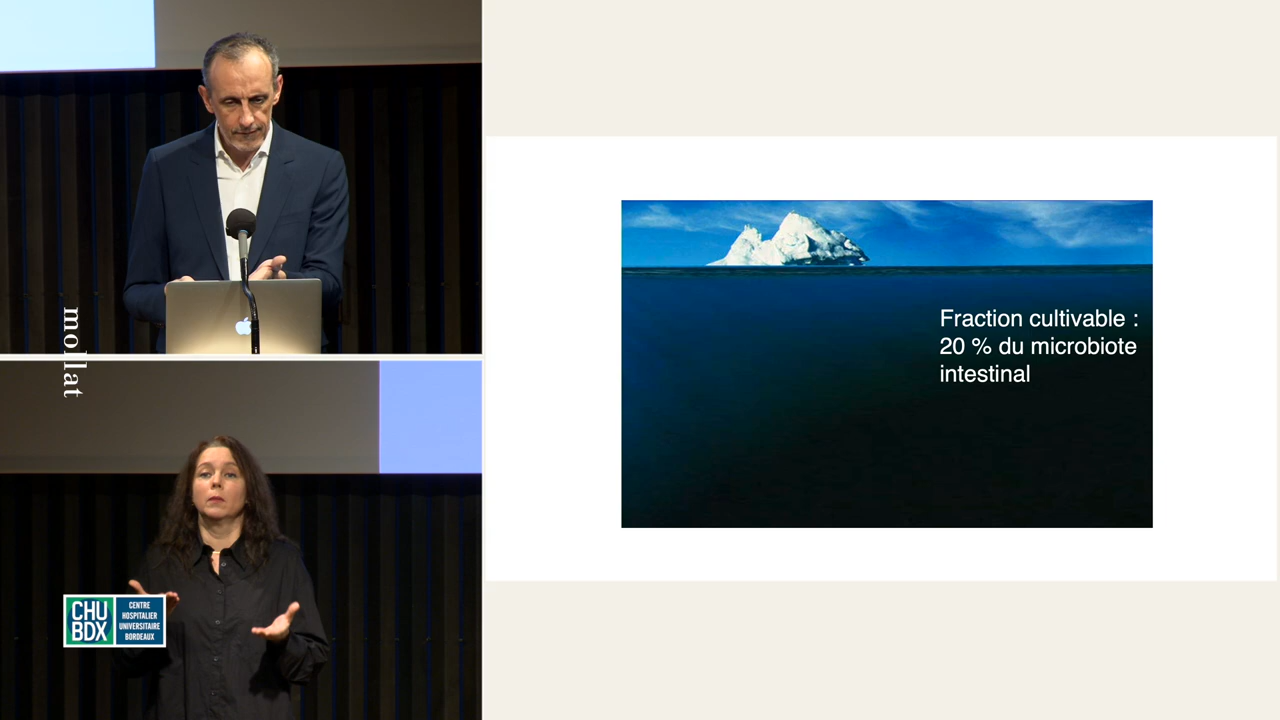 mollat
Fraction cultivable :
20 % du microbiote
intestinal
CHU
BDX
CENTRE
HOSPITALIER
UNIVERSITAIRE
BORDEAUX